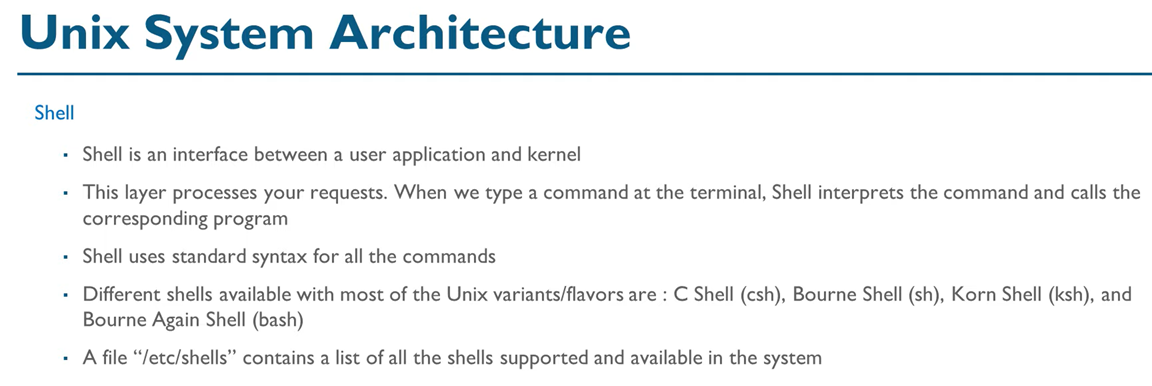 Unix System Architecture
Shell
▪ Shell is an interface between a user application and kernel
▪ This layer processes your requests. When we type a command at the terminal, Shell interprets the command and calls the
corresponding program
▪ Shell uses standard syntax for all the commands
▪ Different shells available with most of the Unix variants/flavors are : C Shell (csh), Bourne Shell (sh), Korn Shell (ksh), and
Bourne Again Shell (bash)
▪ A file “/etc/shells” contains a list of all the shells supported and available in the system